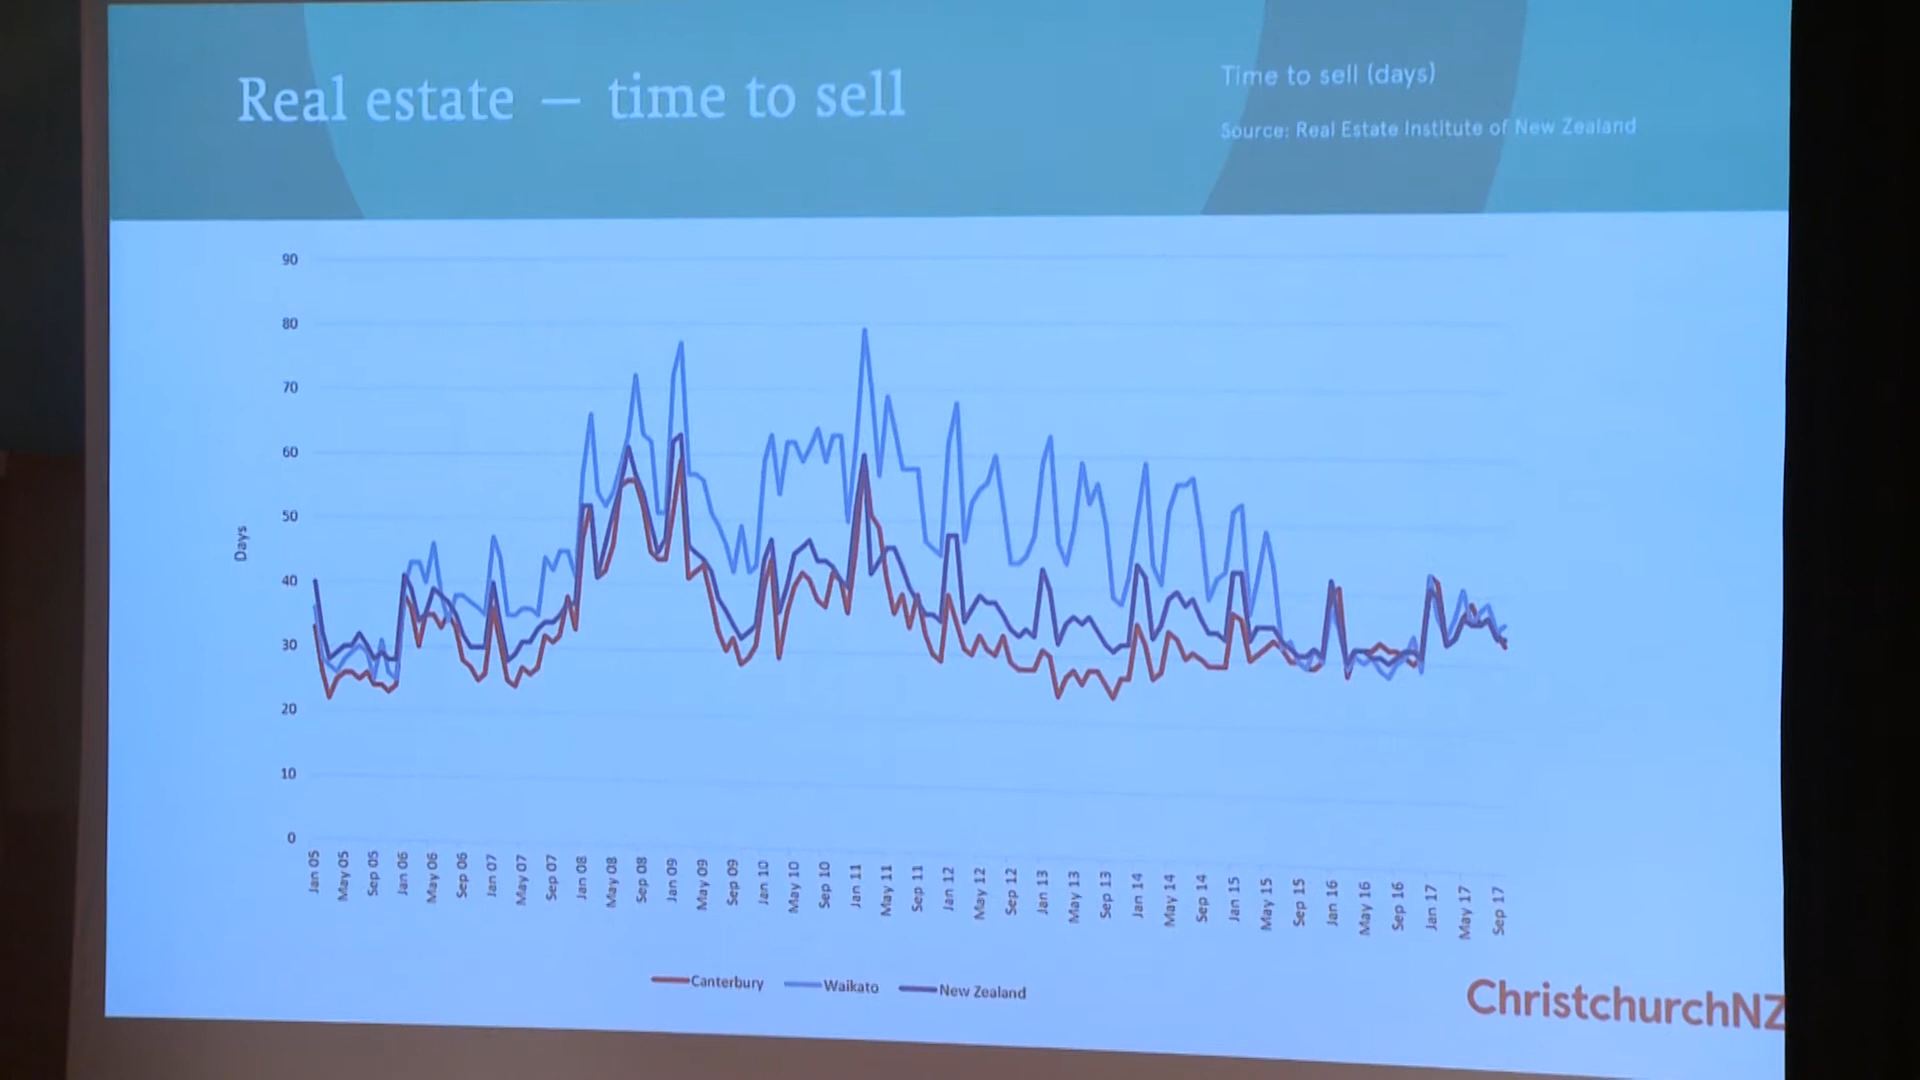 Real estate — time to sell
Time to sell (days)
Source: Real Estate Institute of New Zealand
90
80
70
60
50
40
30
20
10
0
Days
Jan 05
May 05
Sep 05
Jan 06
May 06
Sep 06
Jan 07
May 07
Sep 07
Jan 08
May 08
Sep 08
Jan 09
May 09
Sep 09
Jan 10
May 10
Sep 10
Jan 11
May 11
Sep 11
Jan 12
May 12
Sep 12
Jan 13
May 13
Sep 13
Jan 14
May 14
Sep 14
Jan 15
May 15
Sep 15
Jan 16
May 16
Sep 16
Jan 17
May 17
Sep 17
Canterbury Waikato New Zealand
ChristchurchNZ